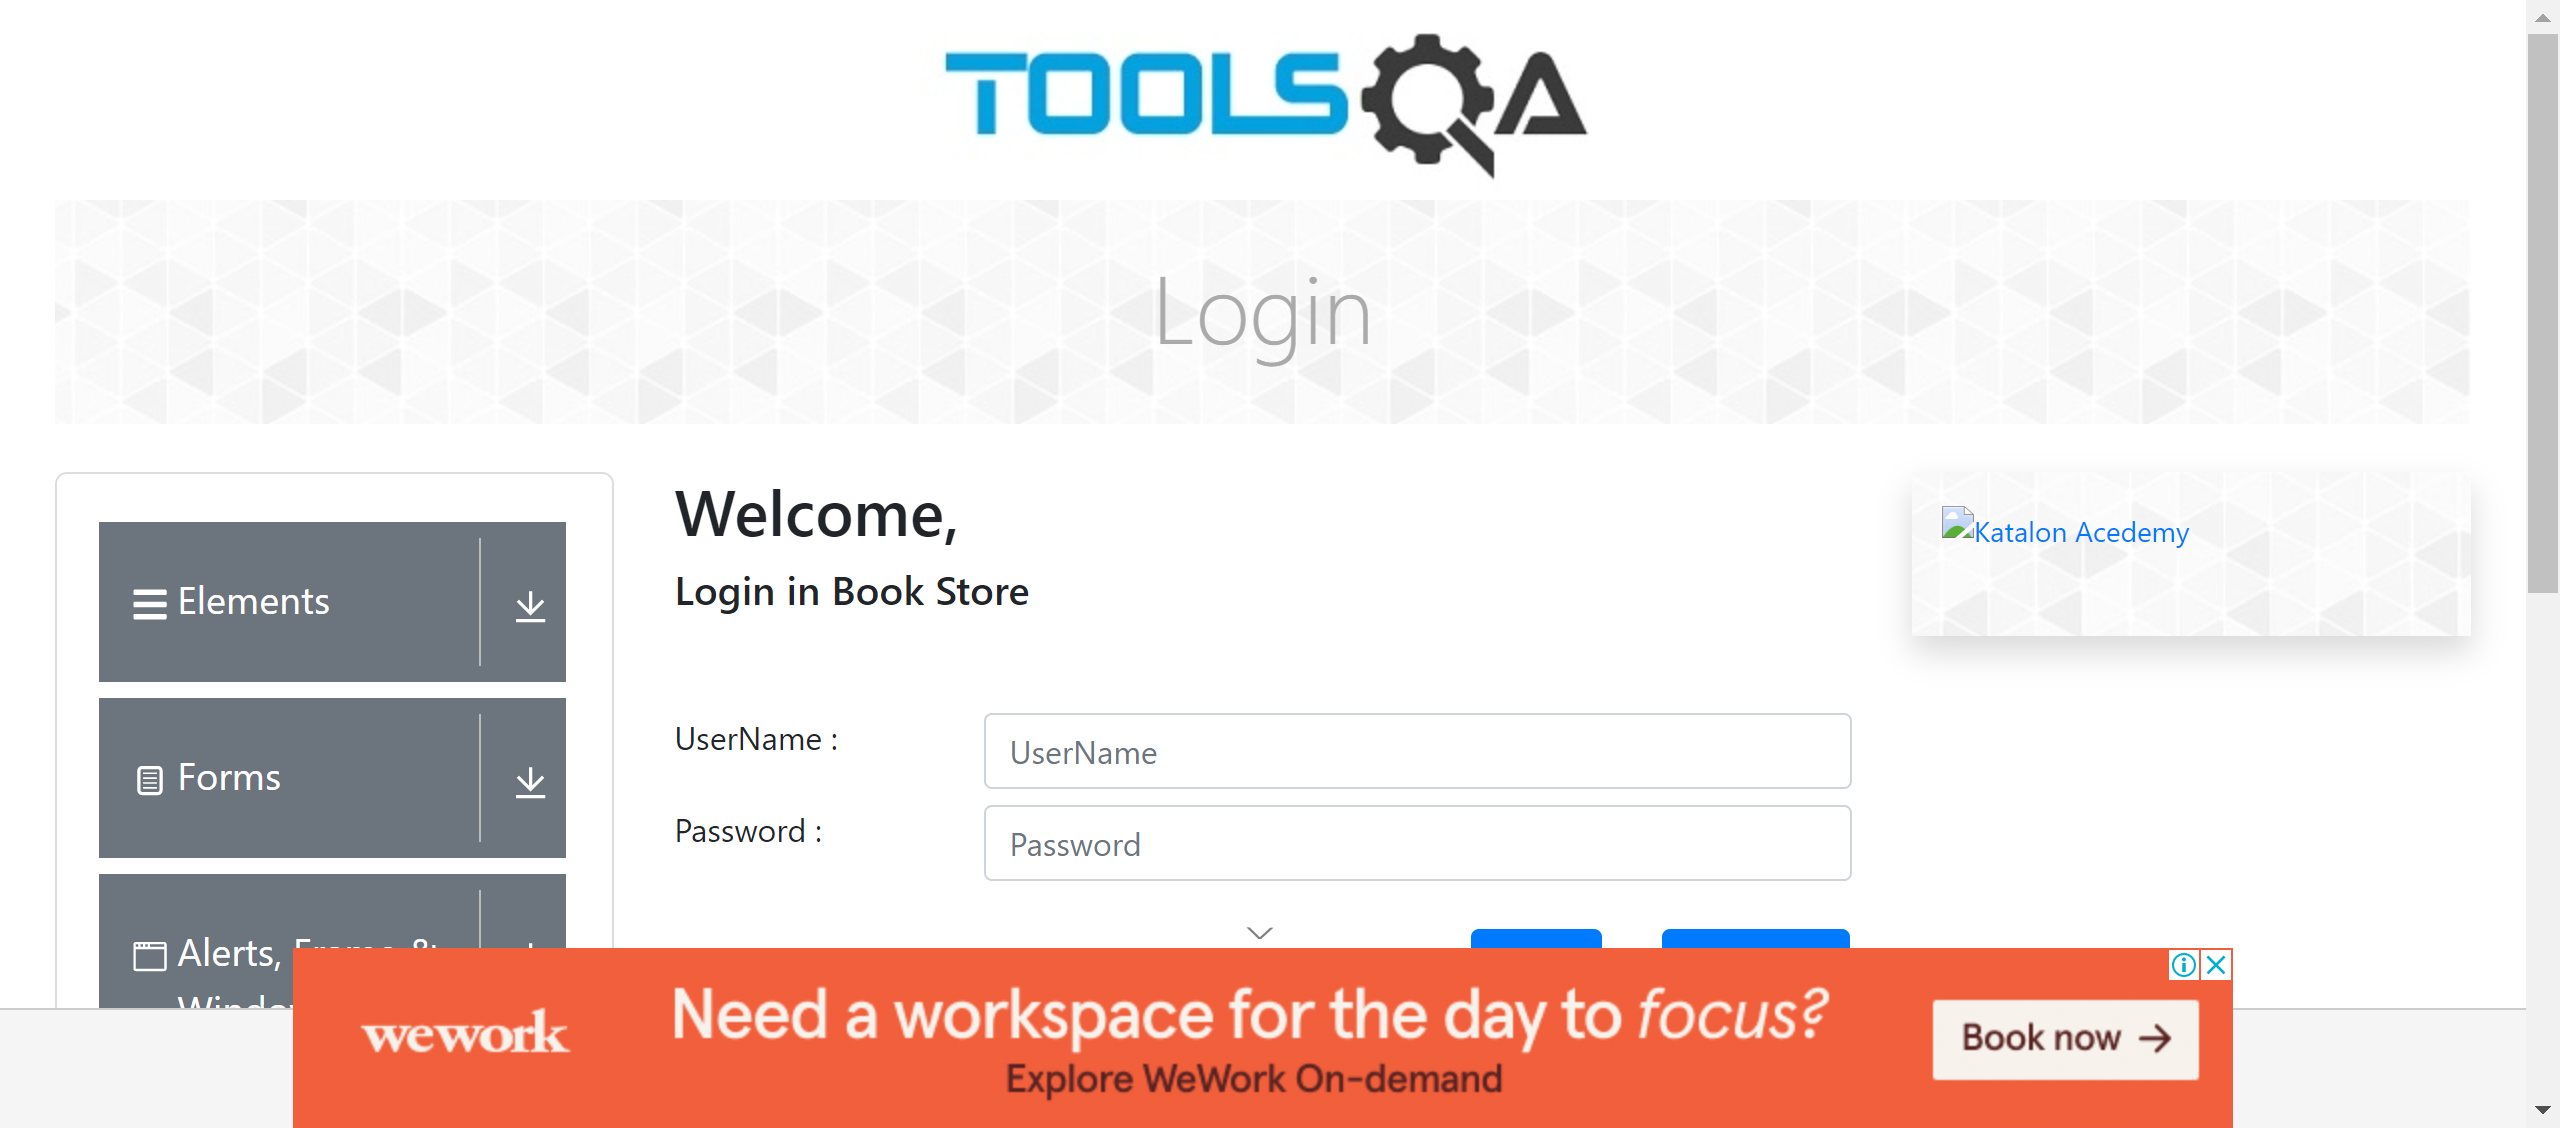 TOOLSQA
Login
Elements
Forms
Alerts,
Welcome,
Login in Book Store
UserName :
UserName
Password :
Password
Katalon Acedemy
wework
Need a workspace for the day to focus?
Explore WeWork On-demand
Book now